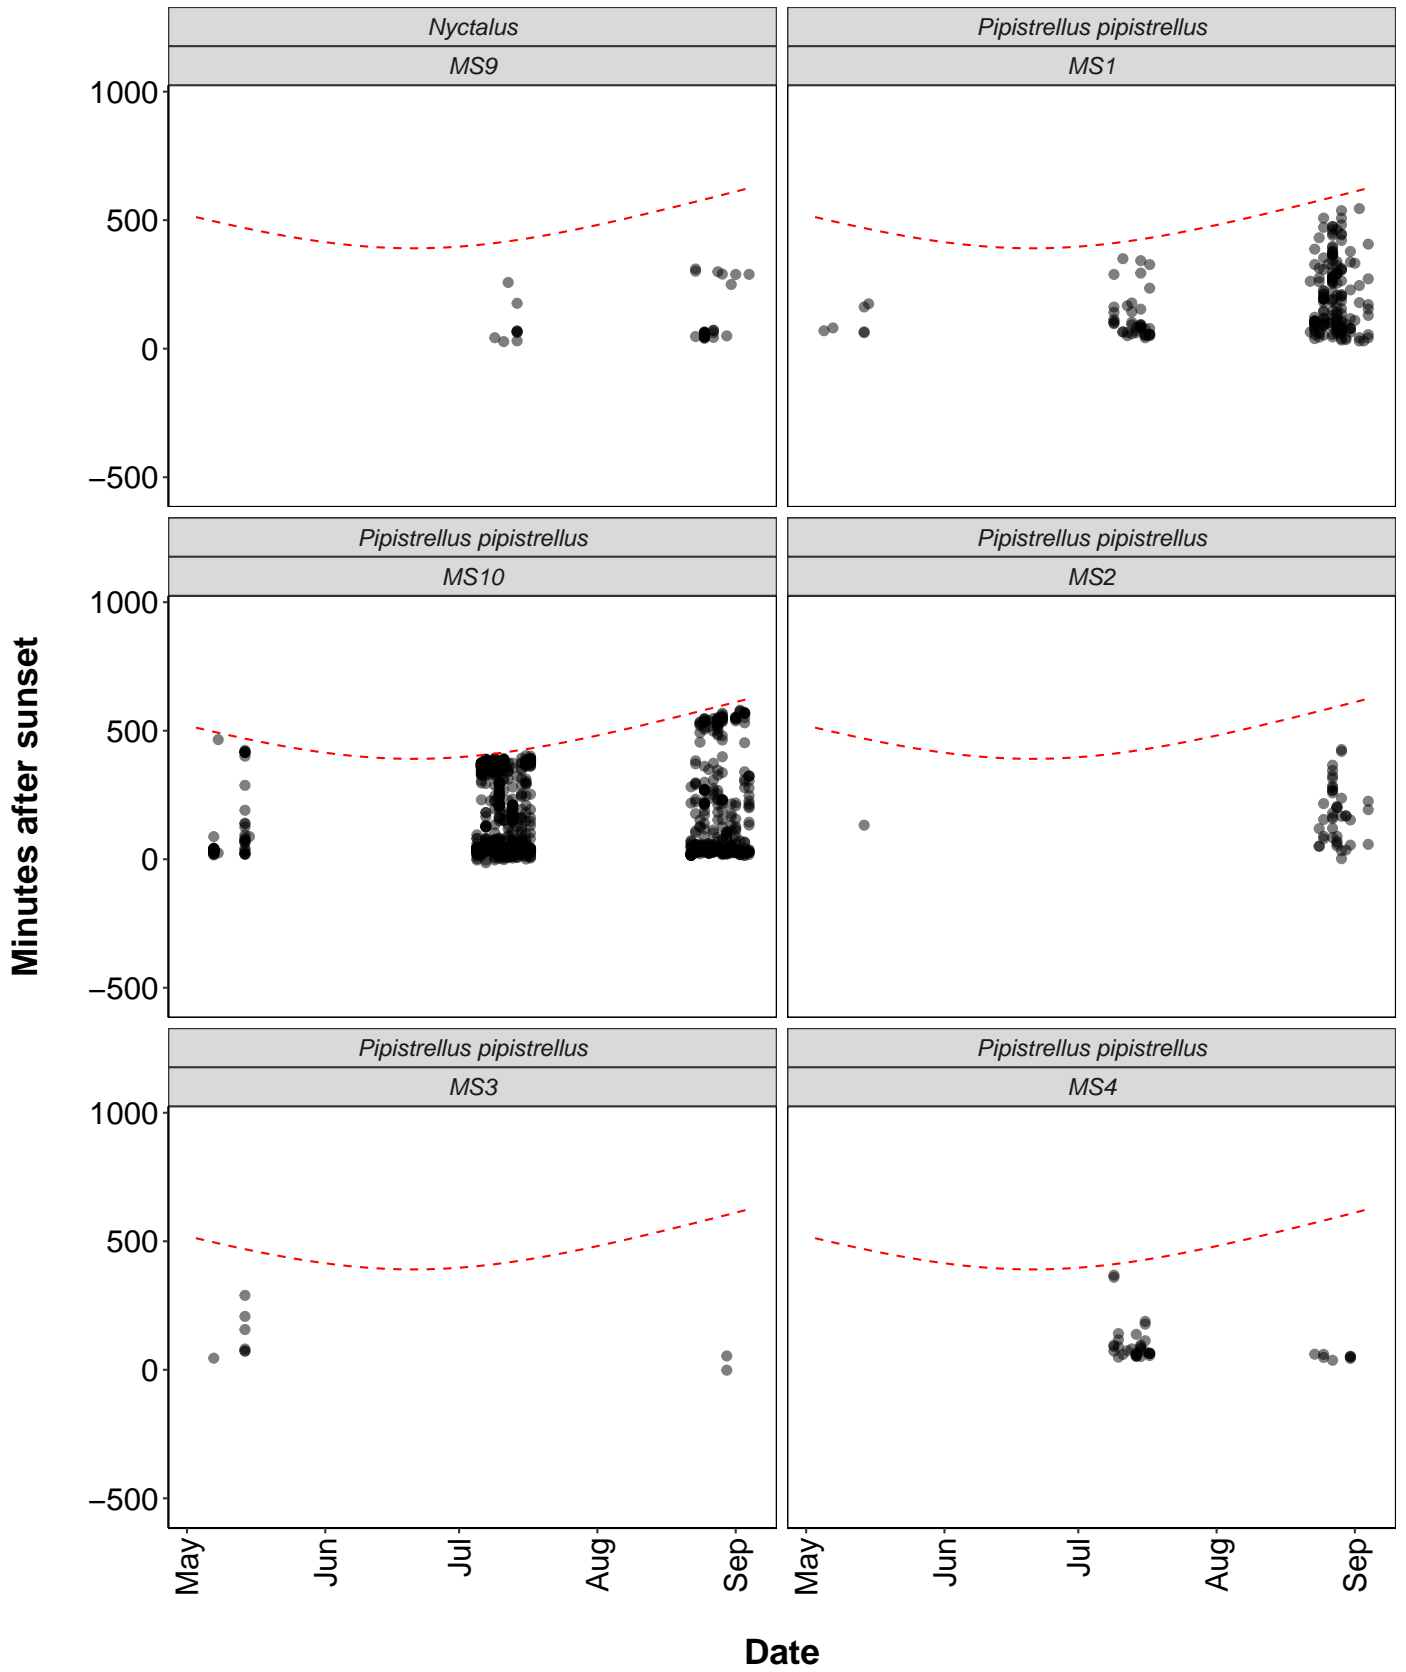 Nyctalus
Pipistrellus pipistrellus
MS9
MS1
1000
500
0
−500
Pipistrellus pipistrellus
Pipistrellus pipistrellus
MS10
MS2
1000
500
0
−500
Pipistrellus pipistrellus
Pipistrellus pipistrellus
MS3
MS4
1000
500
0
−500
Minutes after sunset
May
Jun
Jul
Aug
Sep
May
Jun
Jul
Aug
Sep
Date